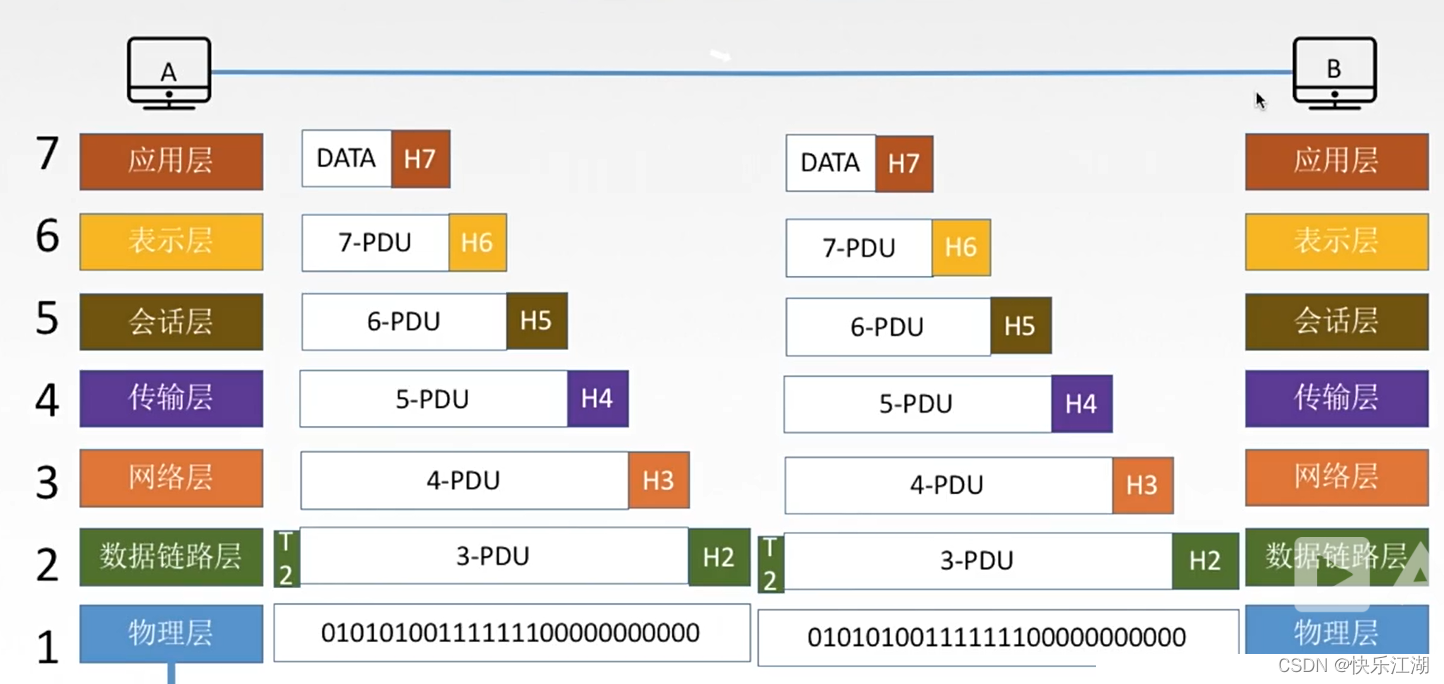 A B
7 应用层 DATA H7 DATA H7 应用层
6 表示层 7-PDU H6 7-PDU H6 表示层
5 会话层 6-PDU H5 6-PDU H5 会话层
4 传输层 5-PDU H4 5-PDU H4 传输层
3 网络层 4-PDU H3 4-PDU H3 网络层
2 数据链路层 T2 3-PDU H2 T2 3-PDU H2 数据链路层
1 物理层 010101001111111100000000000 010101001111111100000000000 物理层
CSDN @快乐江湖